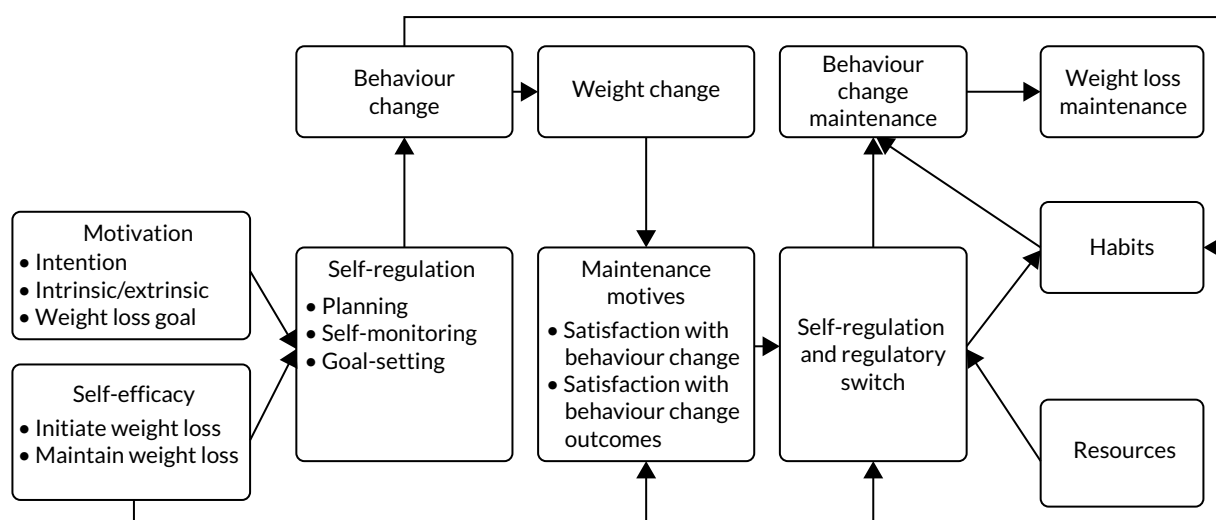 Behaviour
change
Weight change
Behaviour
change
maintenance
Weight loss
maintenance
Motivation
• Intention
• Intrinsic/extrinsic
• Weight loss goal
Self-efficacy
• Initiate weight loss
• Maintain weight loss
Self-regulation
• Planning
• Self-monitoring
• Goal-setting
Maintenance
motives
• Satisfaction with
behaviour change
• Satisfaction with
behaviour change
outcomes
Self-regulation
and regulatory
switch
Habits
Resources